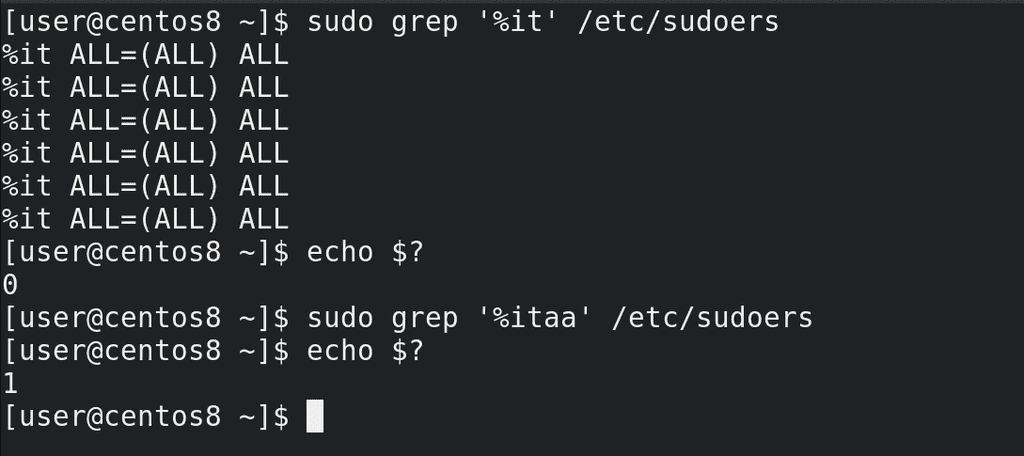 [user@centos8 ~]$ sudo grep '%it' /etc/sudoers
%it ALL=(ALL) ALL
%it ALL=(ALL) ALL
%it ALL=(ALL) ALL
%it ALL=(ALL) ALL
%it ALL=(ALL) ALL
%it ALL=(ALL) ALL
[user@centos8 ~]$ echo $?
0
[user@centos8 ~]$ sudo grep '%itaa' /etc/sudoers
[user@centos8 ~]$ echo $?
1
[user@centos8 ~]$